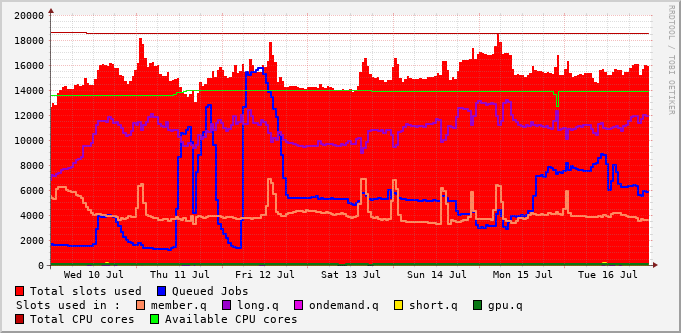 20000
18000
16000
14000
12000
10000
8000
6000
4000
2000
0
Wed 10 Jul Thu 11 Jul Fri 12 Jul Sat 13 Jul Sun 14 Jul Mon 15 Jul Tue 16 Jul
Total slots used Queued Jobs
Slots used in : member.q long.q ondemand.q short.q gpu.q
Total CPU cores Available CPU cores
RRDTOOL / TOBI OETIKER